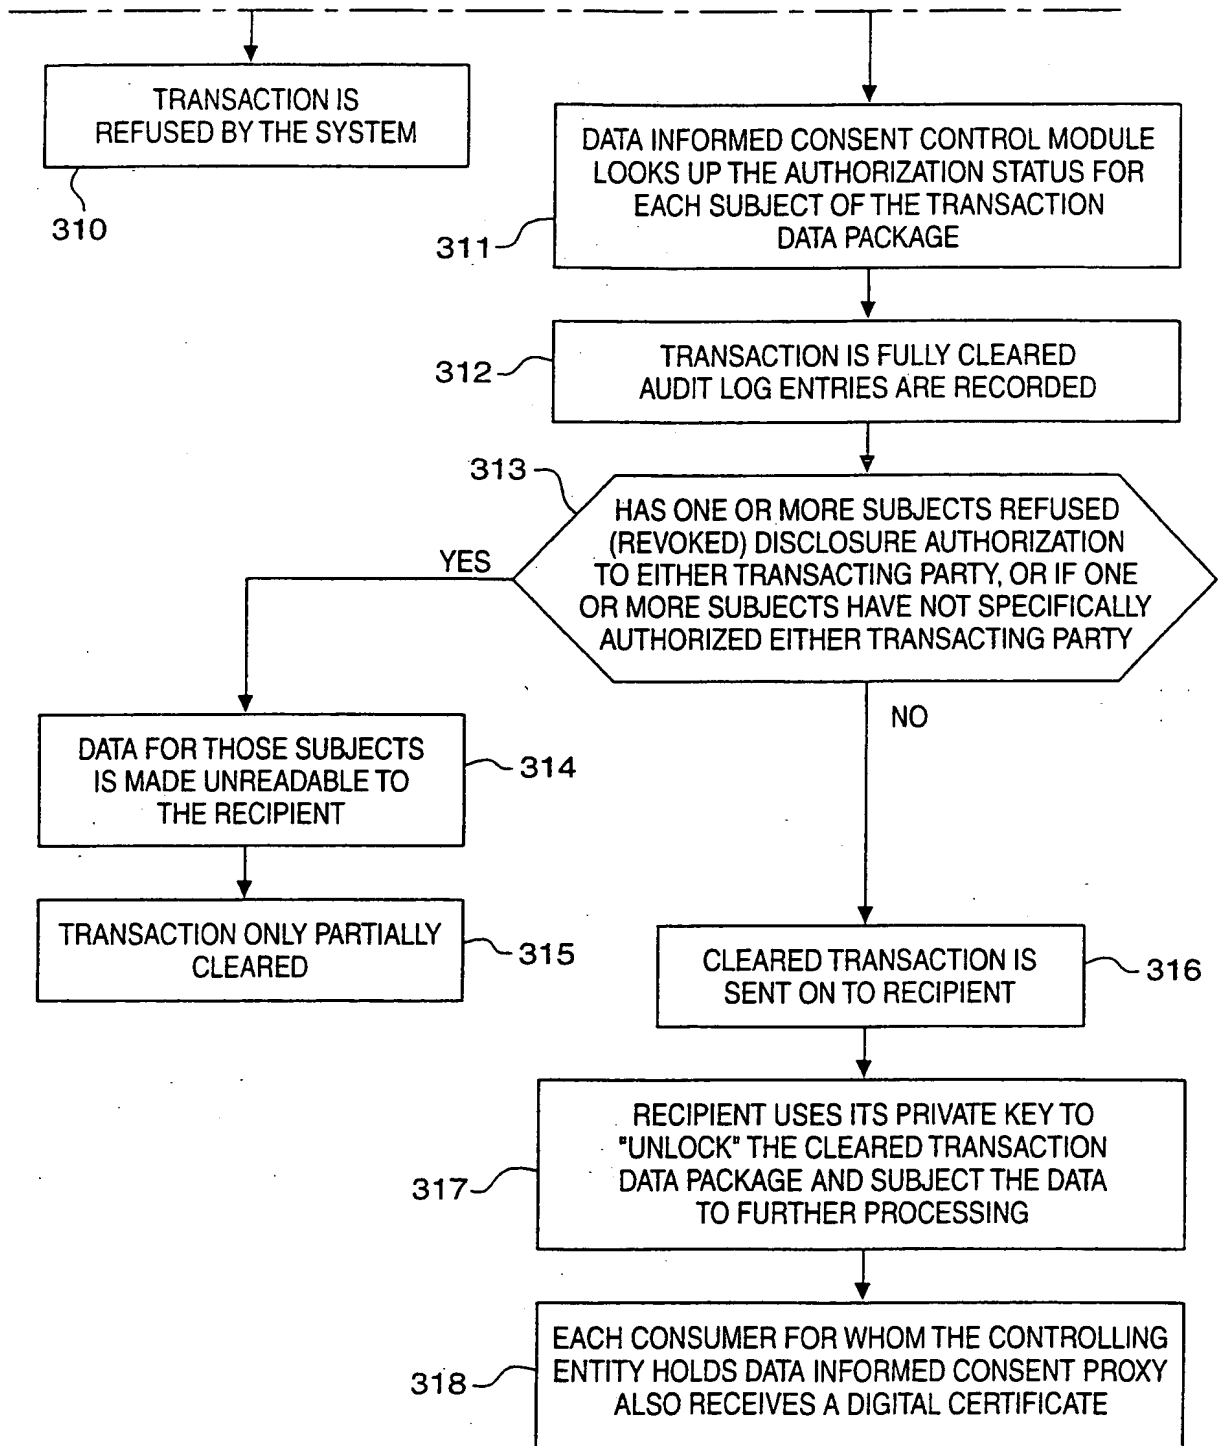 TRANSACTION IS
REFUSED BY THE SYSTEM
310
DATA INFORMED CONSENT CONTROL MODULE
LOOKS UP THE AUTHORIZATION STATUS FOR
EACH SUBJECT OF THE TRANSACTION
DATA PACKAGE
311
TRANSACTION IS FULLY CLEARED
AUDIT LOG ENTRIES ARE RECORDED
312
313
HAS ONE OR MORE SUBJECTS REFUSED
(REVOKED) DISCLOSURE AUTHORIZATION
TO EITHER TRANSACTING PARTY, OR IF ONE
OR MORE SUBJECTS HAVE NOT SPECIFICALLY
AUTHORIZED EITHER TRANSACTING PARTY
YES
NO
DATA FOR THOSE SUBJECTS
IS MADE UNREADABLE TO
THE RECIPIENT
314
TRANSACTION ONLY PARTIALLY
CLEARED
315
CLEARED TRANSACTION IS
SENT ON TO RECIPIENT
316
RECIPIENT USES ITS PRIVATE KEY TO
"UNLOCK" THE CLEARED TRANSACTION
DATA PACKAGE AND SUBJECT THE DATA
TO FURTHER PROCESSING
317
EACH CONSUMER FOR WHOM THE CONTROLLING
ENTITY HOLDS DATA INFORMED CONSENT PROXY
ALSO RECEIVES A DIGITAL CERTIFICATE
318